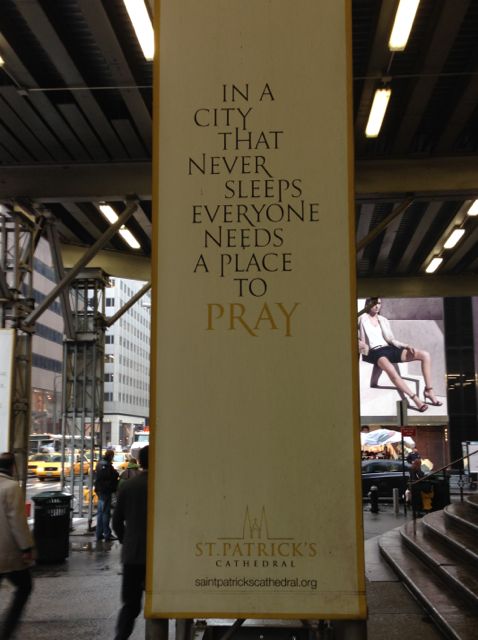 IN A
CITY
THAT
NEVER
SLEEPS
EVERYONE
NEEDS
A PLACE
TO
PRAY
ST. PATRICK'S
CATHEDRAL
saintpatrickscathedral.org